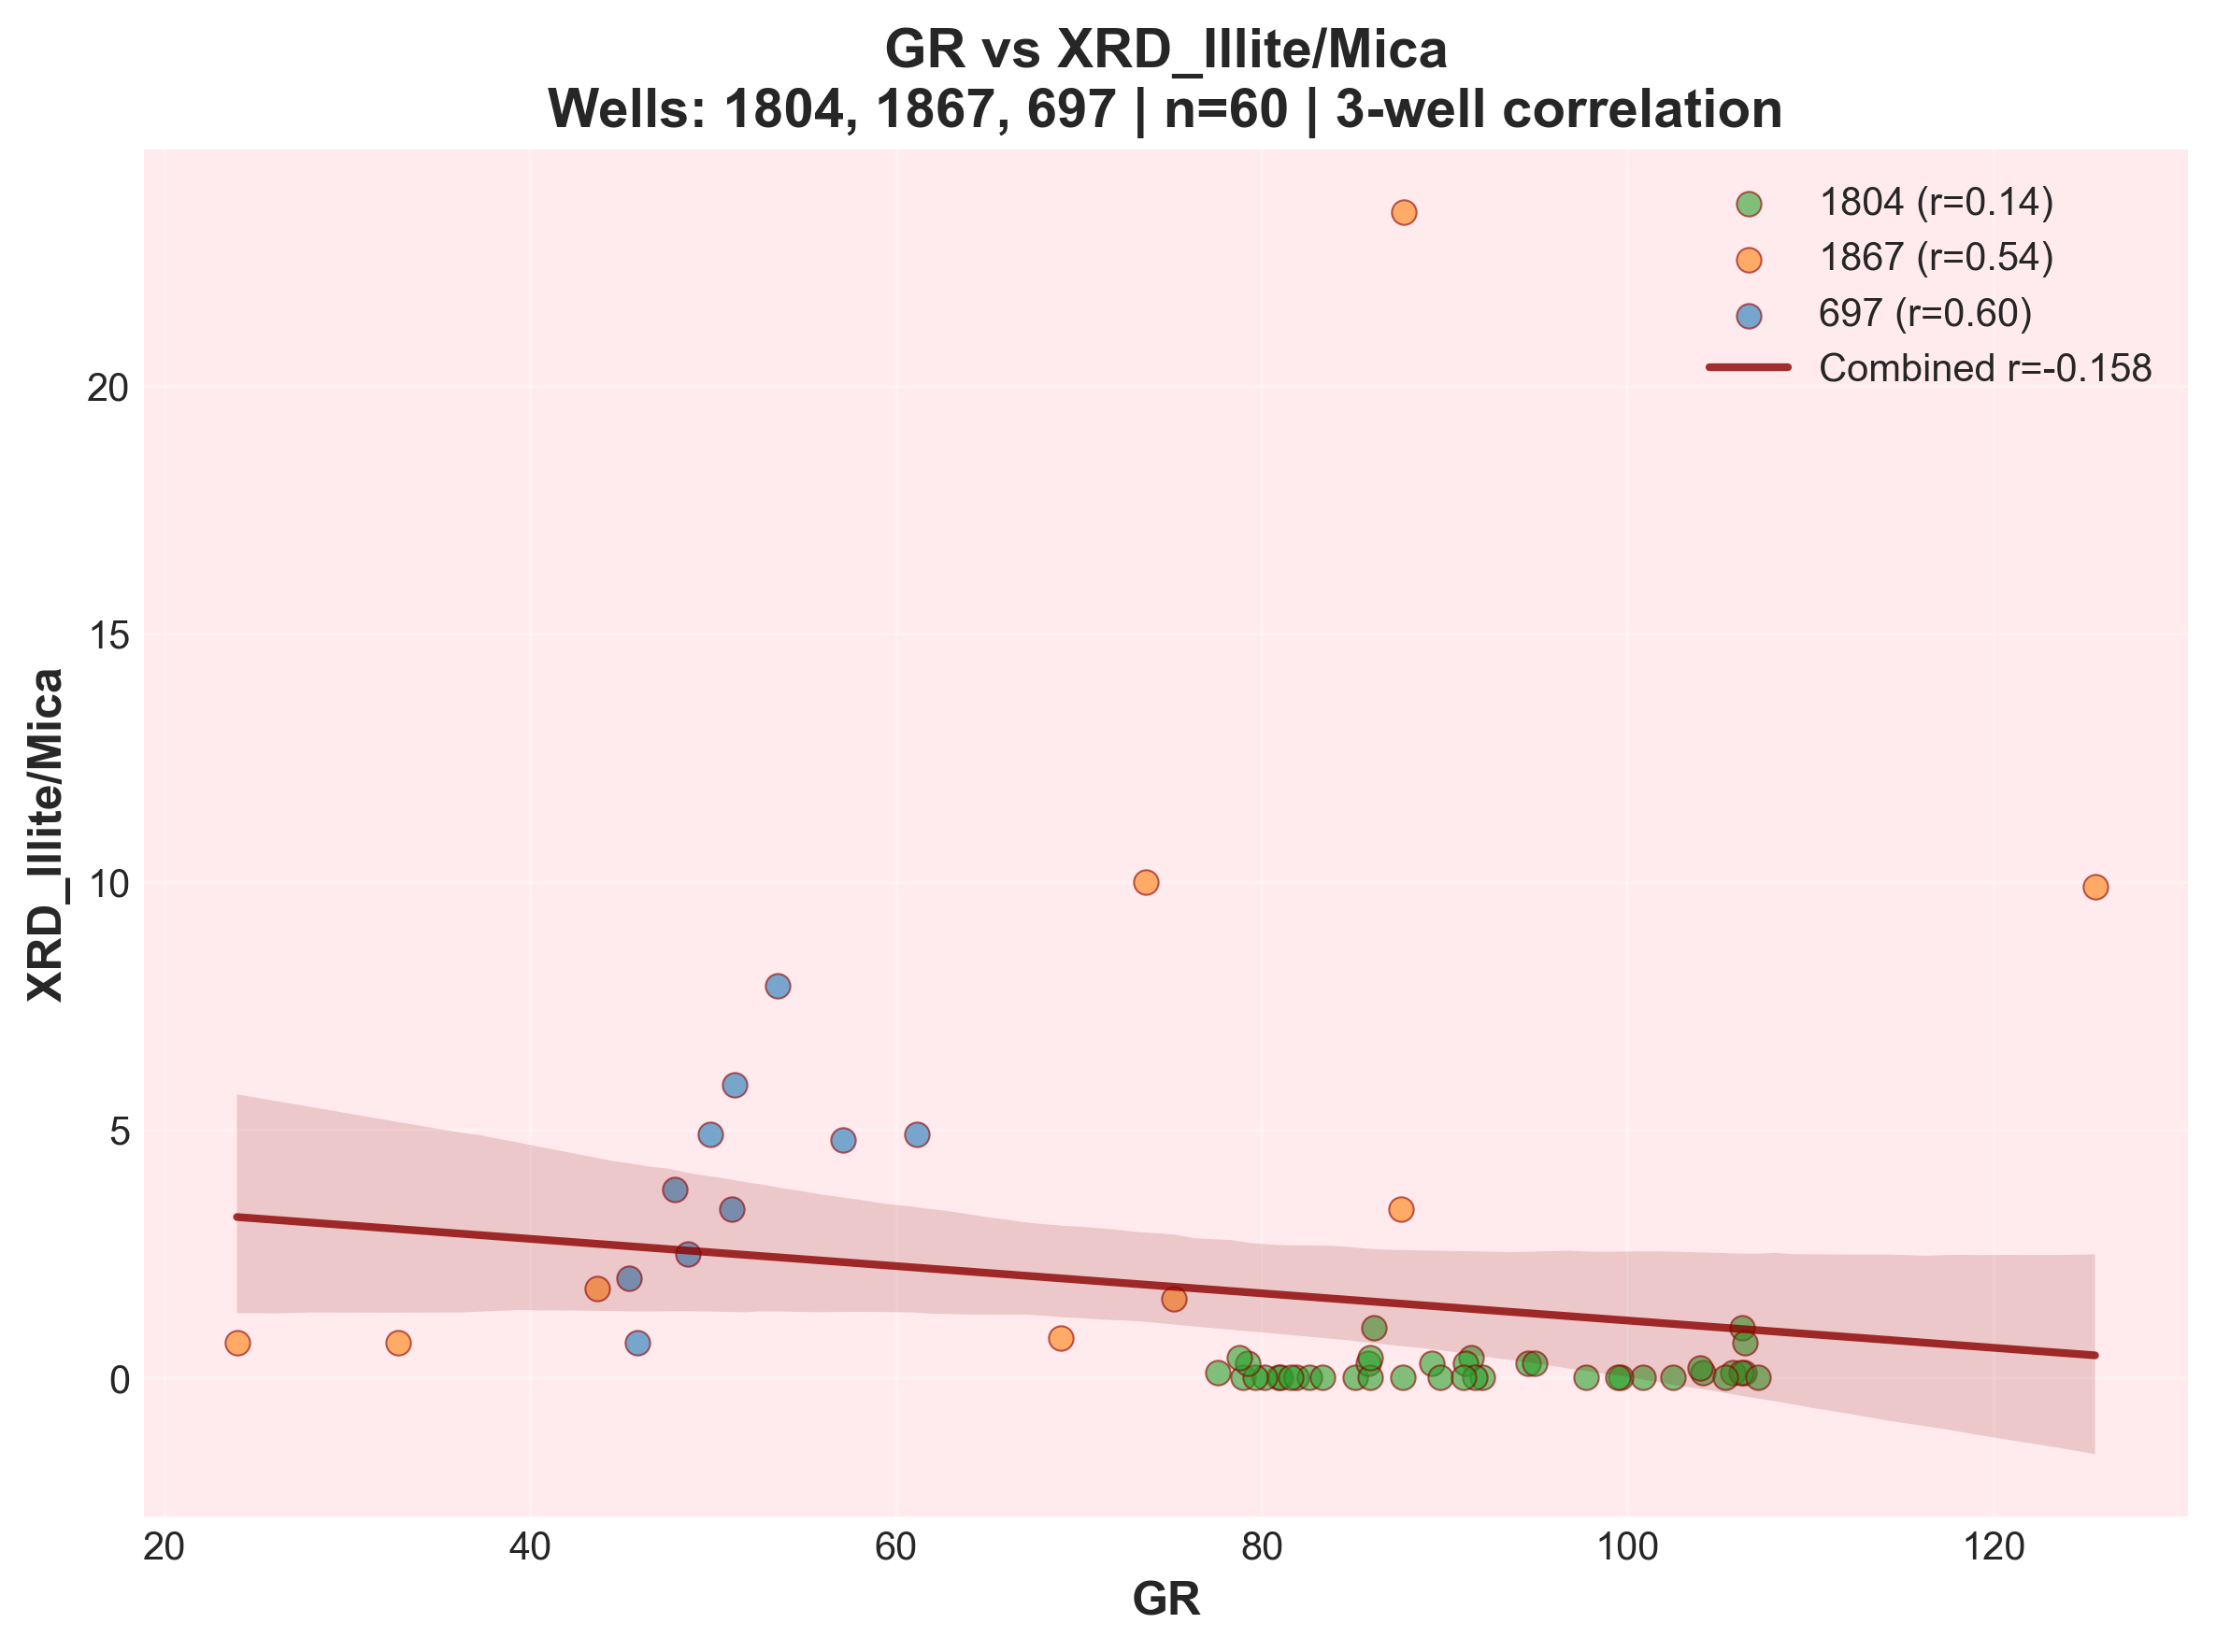 GR vs XRD_Illite/Mica
Wells: 1804, 1867, 697 | n=60 | 3-well correlation
1804 (r=0.14)
1867 (r=0.54)
697 (r=0.60)
Combined r=-0.158
XRD_Illite/Mica
20
15
10
5
0
20 40 60 80 100 120
GR